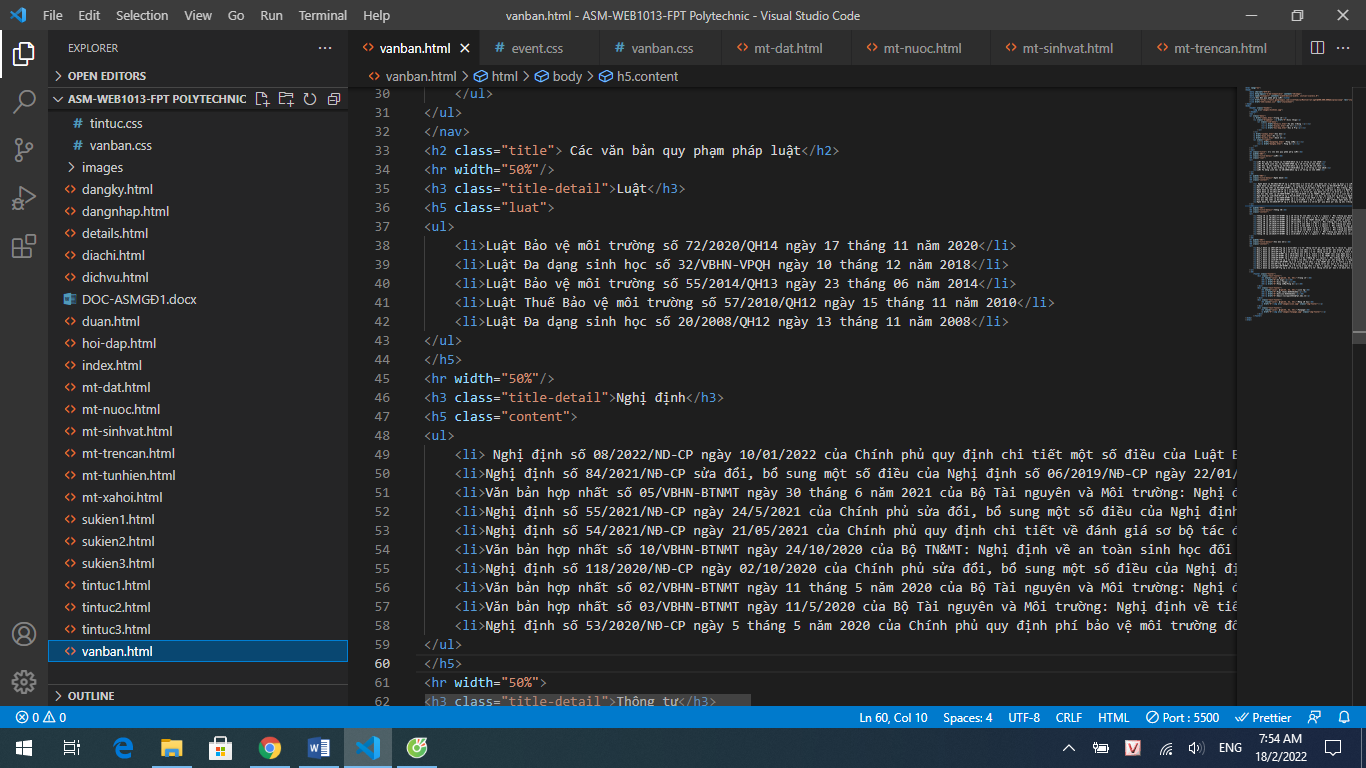 File Edit Selection View Go Run Terminal Help vanban.html - ASM-WEB1013-FPT Polytechnic - Visual Studio Code
EXPLORER ···
OPEN EDITORS
ASM-WEB1013-FPT POLYTECHNIC
# tintuc.css
# vanban.css
images
<> dangky.html
<> dangnhap.html
<> details.html
<> diachi.html
<> dichvu.html
DOC-ASMGD1.docx
<> duan.html
<> hoi-dap.html
<> index.html
<> mt-dat.html
<> mt-nuoc.html
<> mt-sinhvat.html
<> mt-trencan.html
<> mt-tunhien.html
<> mt-xahoi.html
<> sukien1.html
<> sukien2.html
<> sukien3.html
<> tintuc1.html
<> tintuc2.html
<> tintuc3.html
<> vanban.html
OUTLINE
<> vanban.html # event.css # vanban.css <> mt-dat.html <> mt-nuoc.html <> mt-sinhvat.html <> mt-trencan.html ···
<> vanban.html > html > body > h5.content
30 </ul>
31 </ul>
32 </nav>
33 <h2 class="title"> Các văn bản quy phạm pháp luật</h2>
34 <hr width="50%"/>
35 <h3 class="title-detail">Luật</h3>
36 <h5 class="luat">
37 <ul>
38 <li>Luật Bảo vệ môi trường số 72/2020/QH14 ngày 17 tháng 11 năm 2020</li>
39 <li>Luật Đa dạng sinh học số 32/VBHN-VPQH ngày 10 tháng 12 năm 2018</li>
40 <li>Luật Bảo vệ môi trường số 55/2014/QH13 ngày 23 tháng 06 năm 2014</li>
41 <li>Luật Thuế Bảo vệ môi trường số 57/2010/QH12 ngày 15 tháng 11 năm 2010</li>
42 <li>Luật Đa dạng sinh học số 20/2008/QH12 ngày 13 tháng 11 năm 2008</li>
43 </ul>
44 </h5>
45 <hr width="50%"/>
46 <h3 class="title-detail">Nghị định</h3>
47 <h5 class="content">
48 <ul>
49 <li> Nghị định số 08/2022/NĐ-CP ngày 10/01/2022 của Chính phủ quy định chi tiết một số điều của Luật
50 <li>Nghị định số 84/2021/NĐ-CP sửa đổi, bổ sung một số điều của Nghị định số 06/2019/NĐ-CP ngày 22/01/
51 <li>Văn bản hợp nhất số 05/VBHN-BTNMT ngày 30 tháng 6 năm 2021 của Bộ Tài nguyên và Môi trường: Nghị
52 <li>Nghị định số 55/2021/NĐ-CP ngày 24/5/2021 của Chính phủ sửa đổi, bổ sung một số điều của Nghị định
53 <li>Nghị định số 54/2021/NĐ-CP ngày 21/05/2021 của Chính phủ quy định chi tiết về đánh giá sơ bộ tác
54 <li>Văn bản hợp nhất số 10/VBHN-BTNMT ngày 24/10/2020 của Bộ TN&MT: Nghị định về an toàn sinh học đối
55 <li>Nghị định số 118/2020/NĐ-CP ngày 02/10/2020 của Chính phủ sửa đổi, bổ sung một số điều của Nghị
56 <li>Văn bản hợp nhất số 02/VBHN-BTNMT ngày 11 tháng 5 năm 2020 của Bộ Tài nguyên và Môi trường: Nghị
57 <li>Văn bản hợp nhất số 03/VBHN-BTNMT ngày 11/5/2020 của Bộ Tài nguyên và Môi trường: Nghị định về
58 <li>Nghị định số 53/2020/NĐ-CP ngày 5 tháng 5 năm 2020 của Chính phủ quy định phí bảo vệ môi trường
59 </ul>
60 </h5>
61 <hr width="50%">
62 <h3 class="title-detail">Thông tư</h3>
0 0 Ln 60, Col 10 Spaces: 4 UTF-8 CRLF HTML Port : 5500 Prettier
V ENG 7:54 AM
18/2/2022